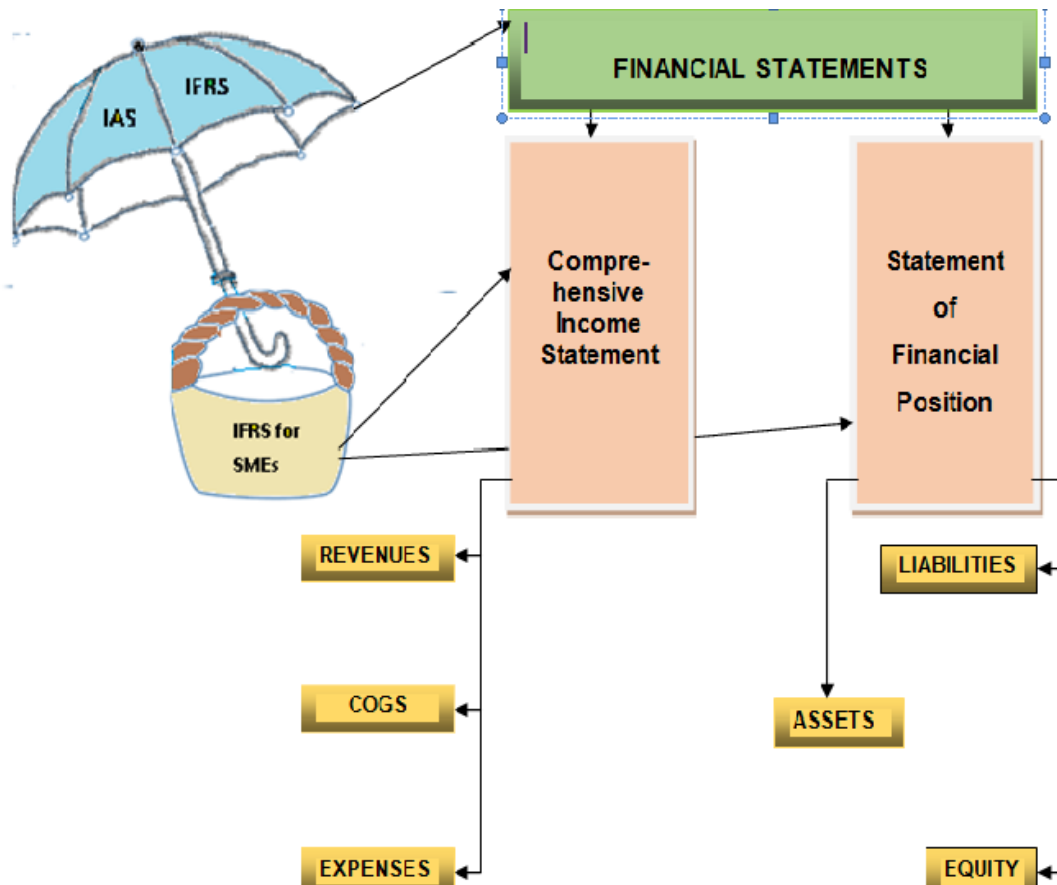 FINANCIAL STATEMENTS
IFRS
IAS
Compre-
hensive
Income
Statement
Statement
of
Financial
Position
IFRS for
SMEs
REVENUES
LIABILITIES
COGS
ASSETS
EXPENSES
EQUITY